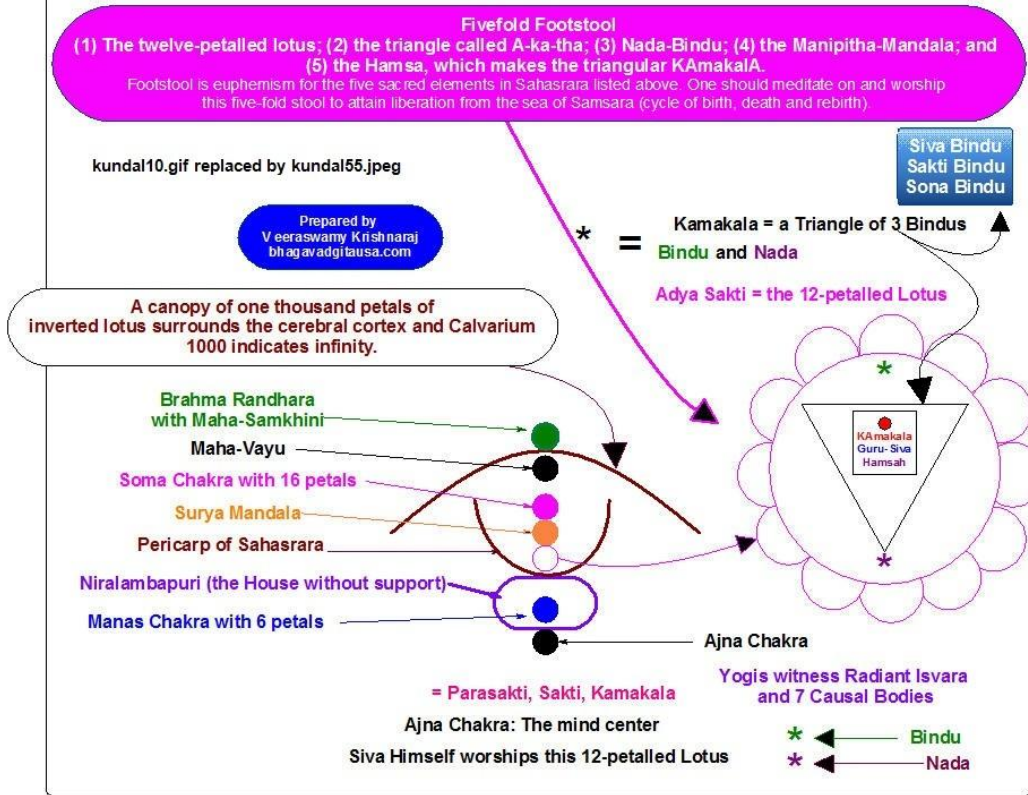 Fivefold Footstool
(1) The twelve-petalled lotus; (2) the triangle called A-ka-tha; (3) Nada-Bindu; (4) the Manipitha-Mandala; and
(5) the Hamsa, which makes the triangular KAmakalA.
Footstool is euphemism for the five sacred elements in Sahasrara listed above. One should meditate on and worship
this five-fold stool to attain liberation from the sea of Samsara (cycle of birth, death and rebirth).
kundal10.gif replaced by kundal55.jpeg
Siva Bindu
Sakti Bindu
Sona Bindu
Prepared by
Veeraswamy Krishnaraj
bhagavadgitausa.com
* = Kamakala = a Triangle of 3 Bindus
Bindu and Nada
Adya Sakti = the 12-petalled Lotus
A canopy of one thousand petals of
inverted lotus surrounds the cerebral cortex and Calvarium
1000 indicates infinity.
Brahma Randhara
with Maha-Samkhini
Maha-Vayu
Soma Chakra with 16 petals
Surya Mandala
Pericarp of Sahasrara
Niralambapuri (the House without support)
Manas Chakra with 6 petals
Ajna Chakra
*
KAmakala
Guru-Siva
Hamsah
*
= Parasakti, Sakti, Kamakala
Ajna Chakra: The mind center
Siva Himself worships this 12-petalled Lotus
Yogis witness Radiant Isvara
and 7 Causal Bodies
* Bindu
* Nada